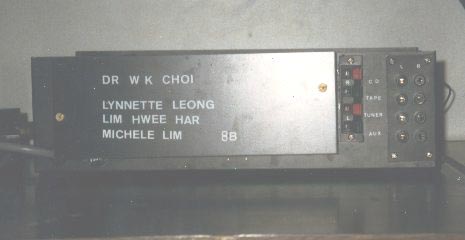 DR W K CHOI
LYNNETTE LEONG
LIM HWEE HAR
MICHELE LIM 88
L R
CD
TAPE
TUNER
AUX